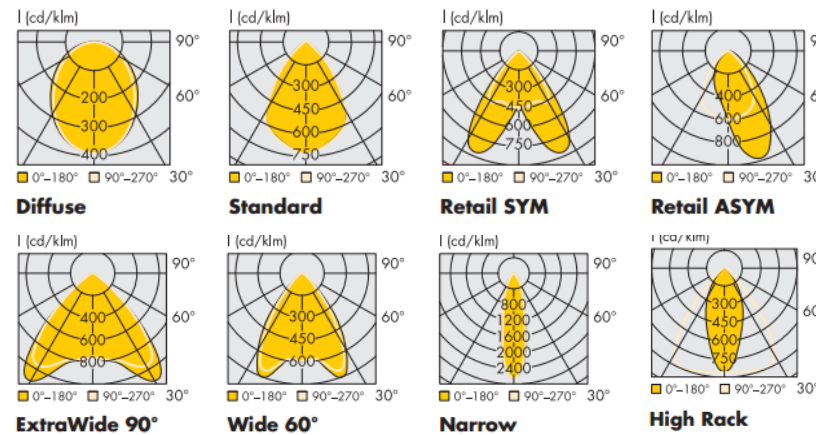 I (cd/klm)
90°
60°
200
300
400
0°–180° 90°–270° 30°
Diffuse
I (cd/klm)
90°
60°
300
450
600
750
0°–180° 90°–270° 30°
Standard
I (cd/klm)
90°
60°
300
450
600
750
0°–180° 90°–270° 30°
Retail SYM
I (cd/klm)
90
6
400
600
800
0°–180° 90°–270° 30
Retail ASYM
I (cd/klm)
90°
60°
400
600
800
0°–180° 90°–270° 30°
ExtraWide 90°
I (cd/klm)
90°
60°
300
450
600
0°–180° 90°–270° 30°
Wide 60°
I (cd/klm)
90°
60°
800
1200
1600
2000
2400
0°–180° 90°–270° 30°
Narrow
I (cd/klm)
90
60
300
450
600
750
0°–180° 90°–270° 30°
High Rack